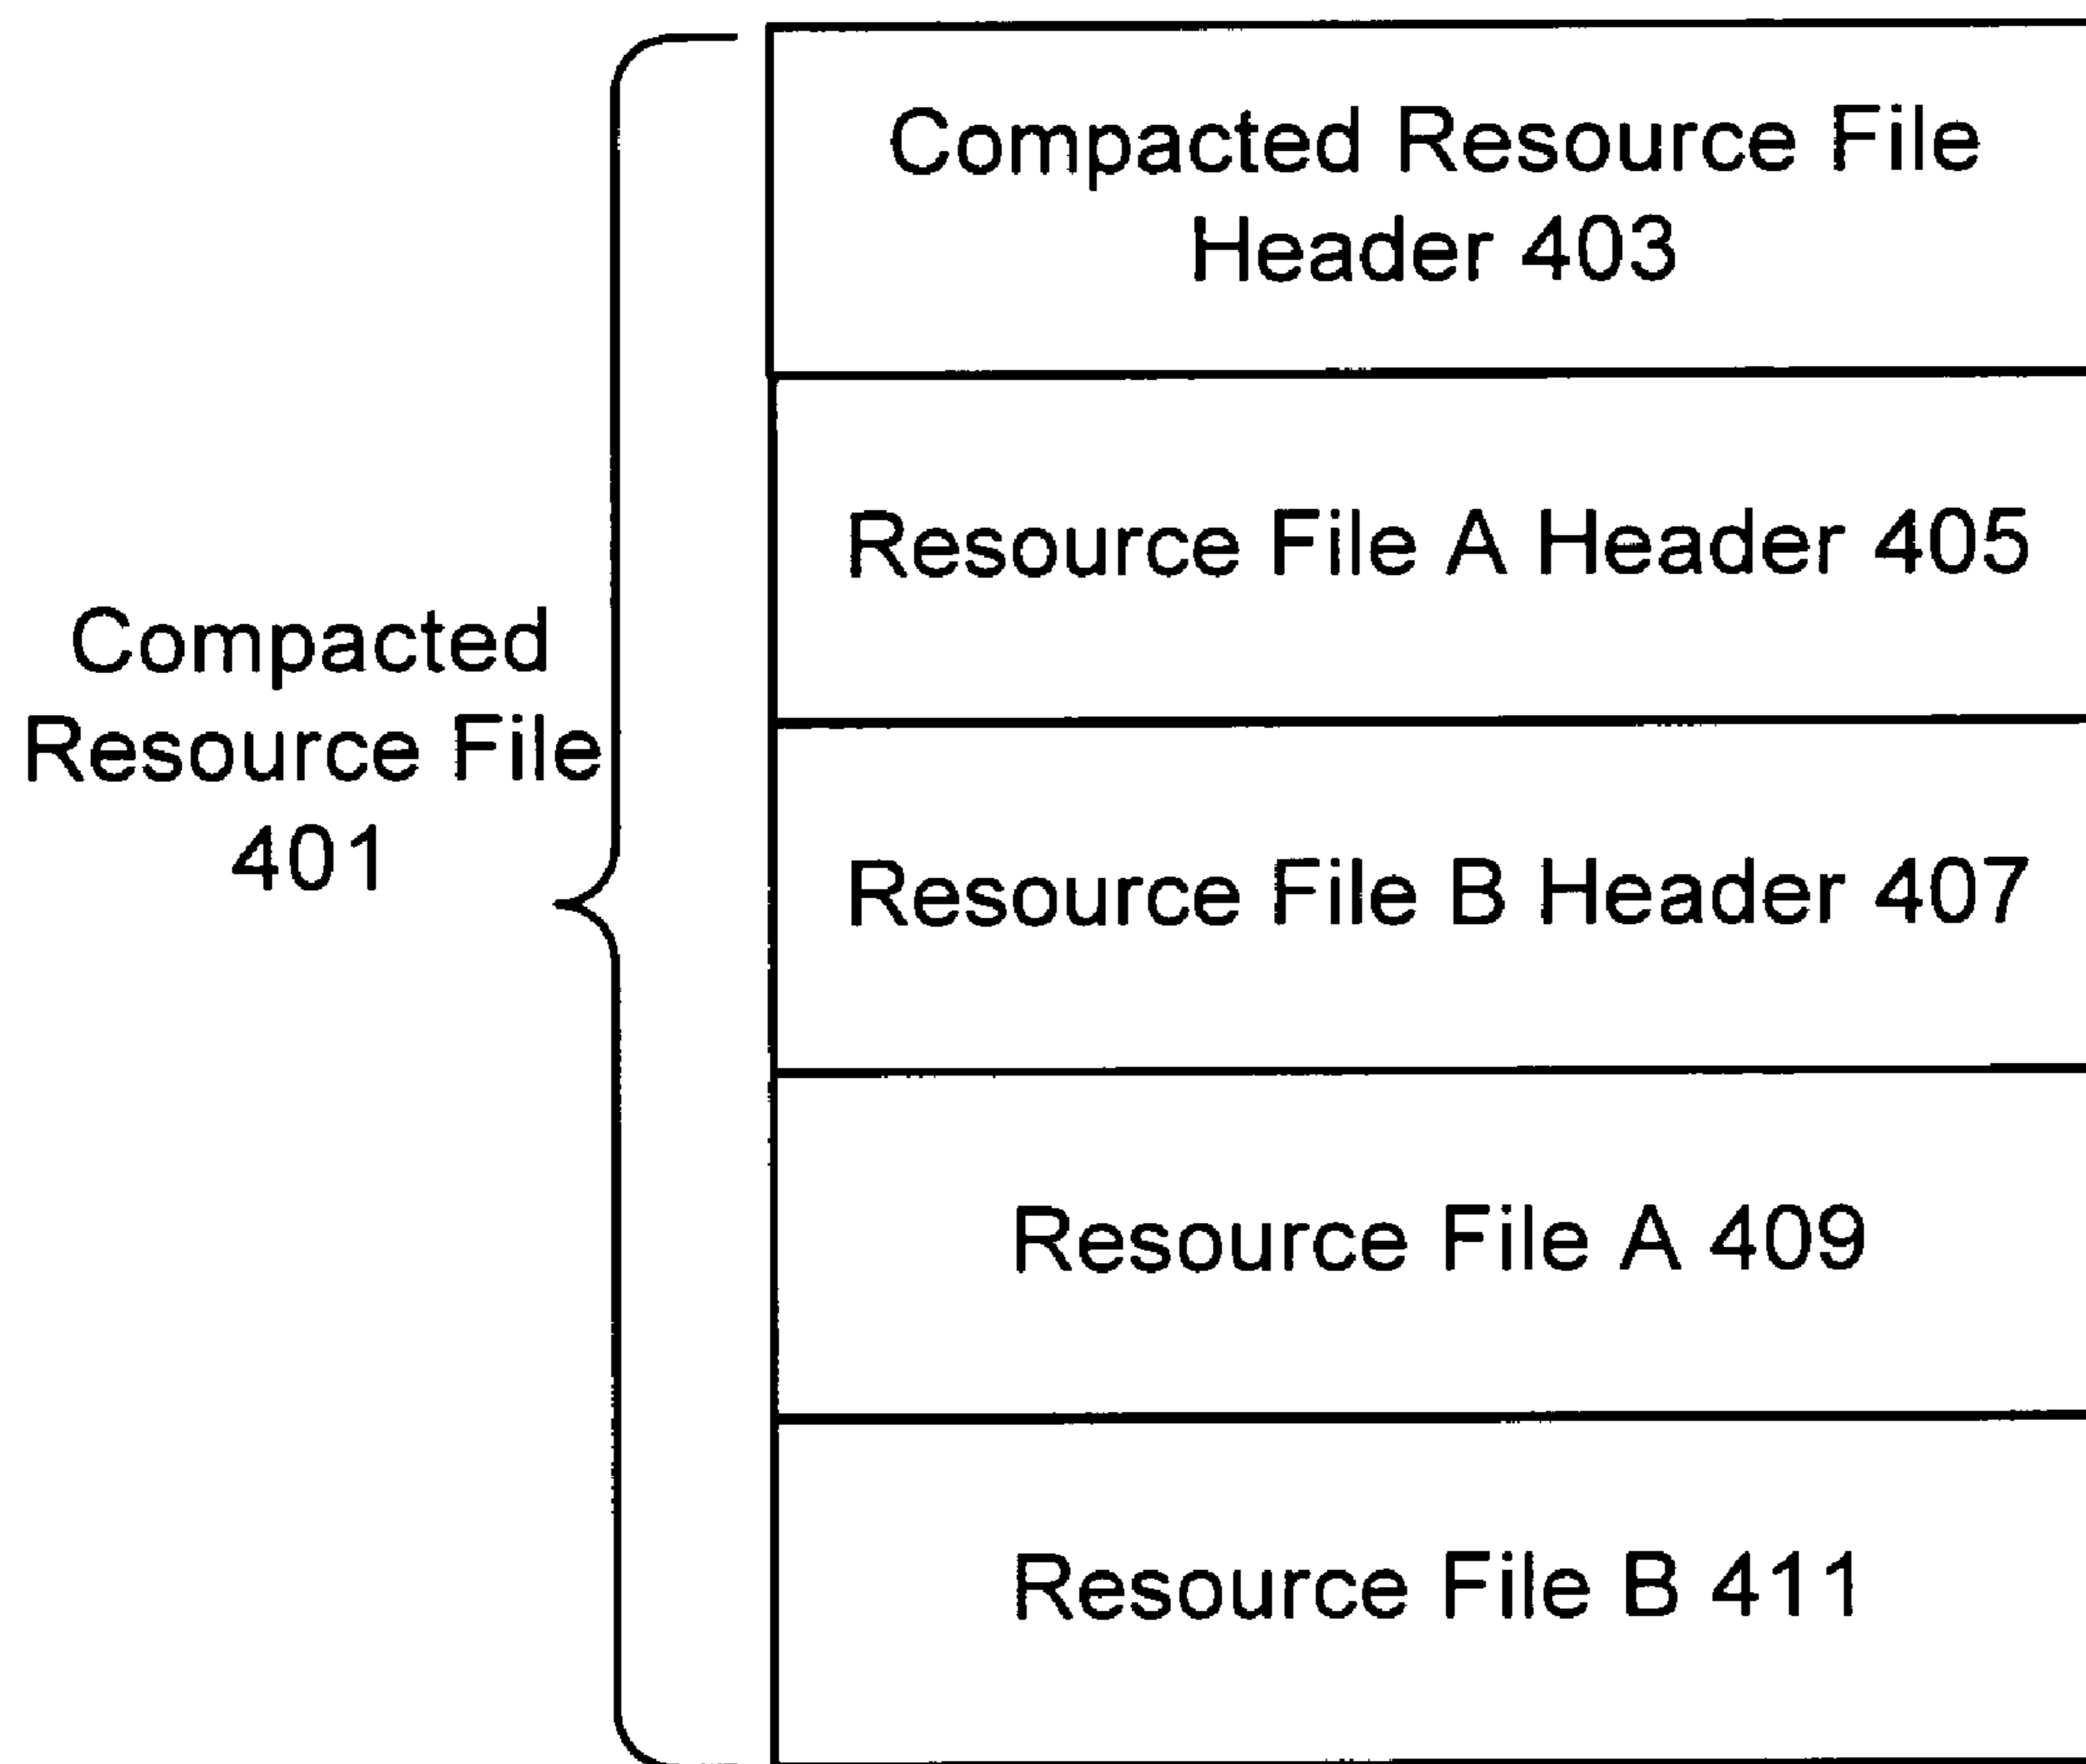 Compacted Resource File
Header 403
Resource File A Header 405
Compacted
Resource File
401
Resource File B Header 407
Resource File A 409
Resource File B 411